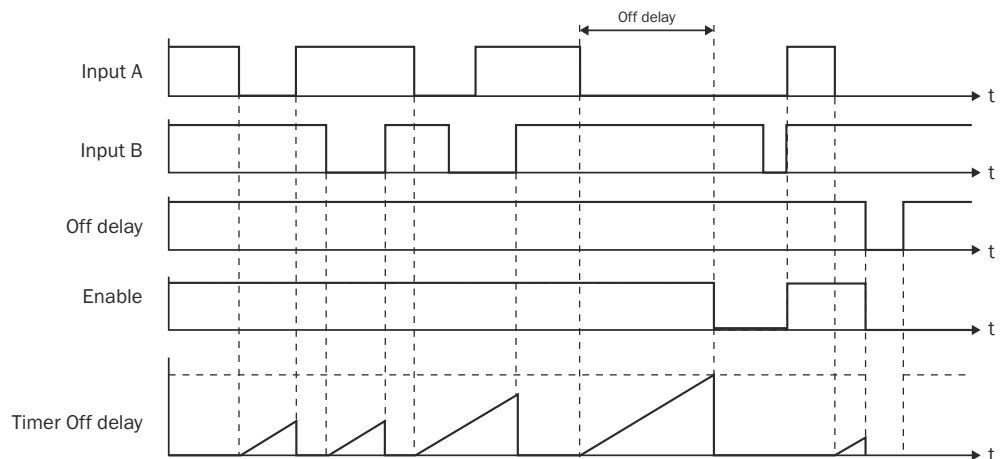 Off delay
Input A
t
Input B
t
Off delay
t
Enable
t
Timer Off delay
t